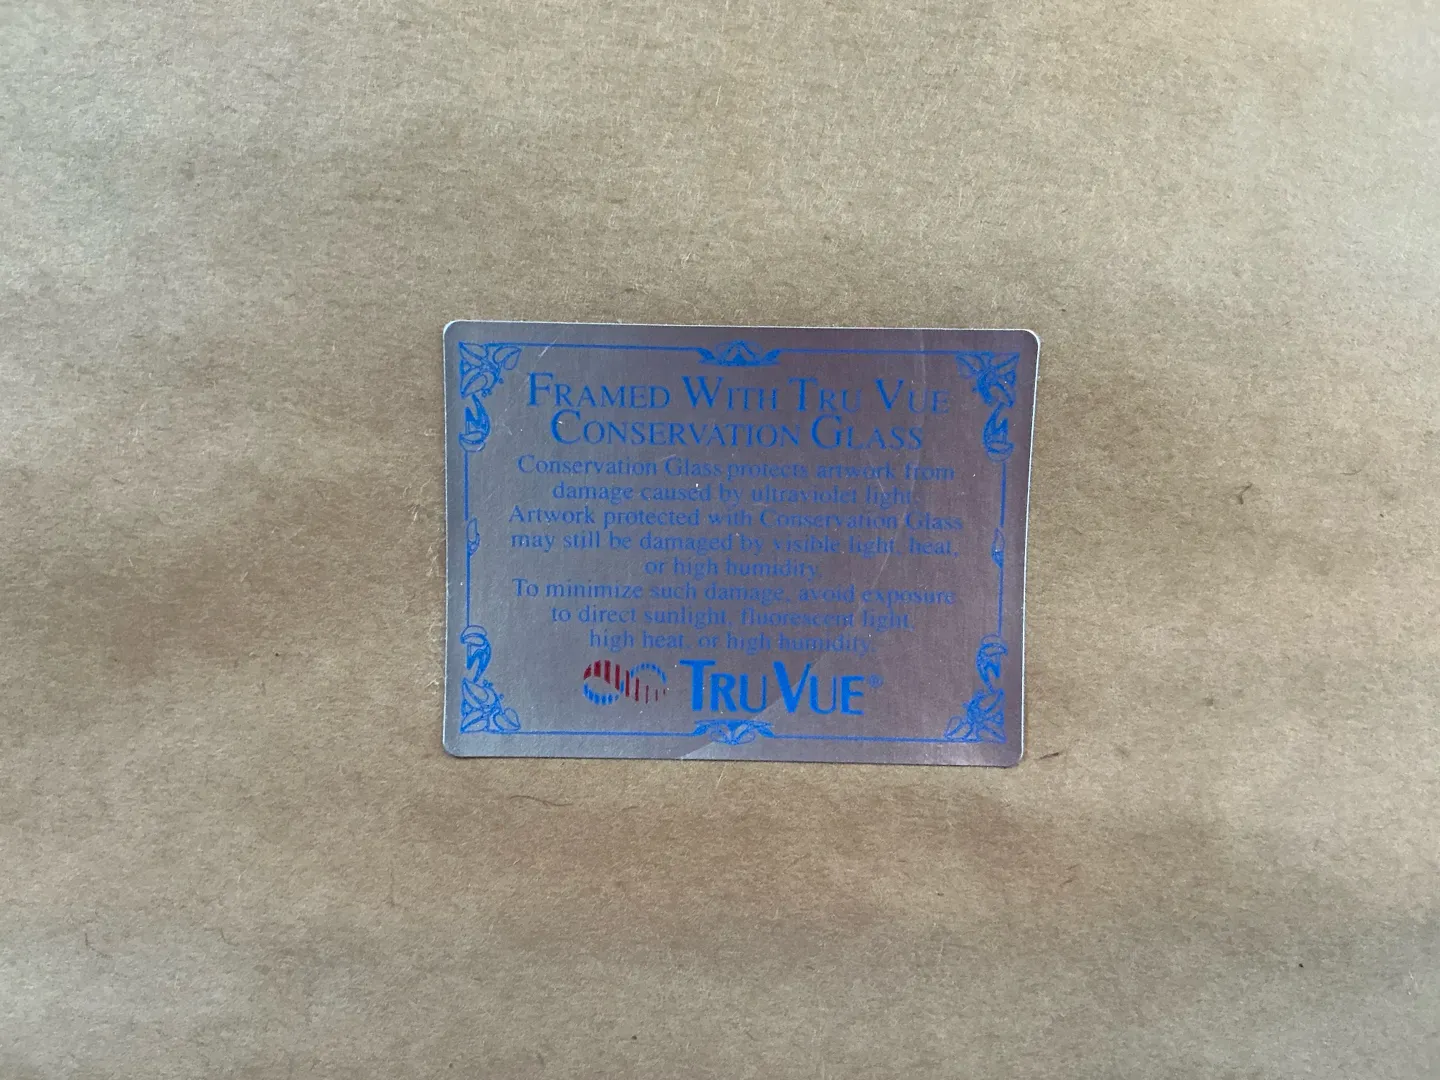 FRAMED WITH TRU VUE
CONSERVATION GLASS
Conservation Glass protects artwork from
damage caused by ultraviolet light.
Artwork protected with Conservation Glass
may still be damaged by visible light, heat,
or high humidity.
To minimize such damage, avoid exposure
to direct sunlight, fluorescent light,
high heat, or high humidity.
TRU VUE®